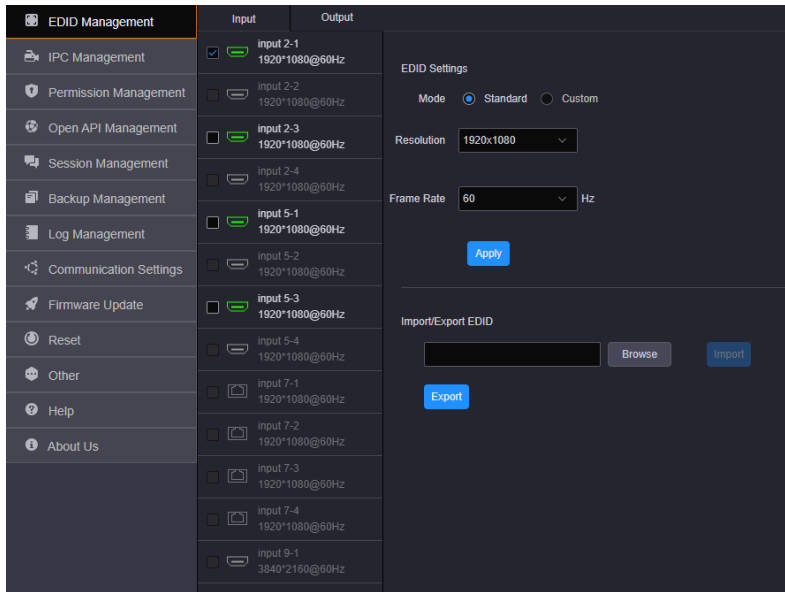 EDID Management
IPC Management
Permission Management
Open API Management
Session Management
Backup Management
Log Management
Communication Settings
Firmware Update
Reset
Other
Help
About Us
Input Output
input 2-1
1920*1080@60Hz
input 2-2
1920*1080@60Hz
input 2-3
1920*1080@60Hz
input 2-4
1920*1080@60Hz
input 5-1
1920*1080@60Hz
input 5-2
1920*1080@60Hz
input 5-3
1920*1080@60Hz
input 5-4
1920*1080@60Hz
input 7-1
1920*1080@60Hz
input 7-2
1920*1080@60Hz
input 7-3
1920*1080@60Hz
input 7-4
1920*1080@60Hz
input 9-1
3840*2160@60Hz
EDID Settings
Mode Standard Custom
Resolution 1920x1080
Frame Rate 60 Hz
Apply
Import/Export EDID
Browse Import
Export